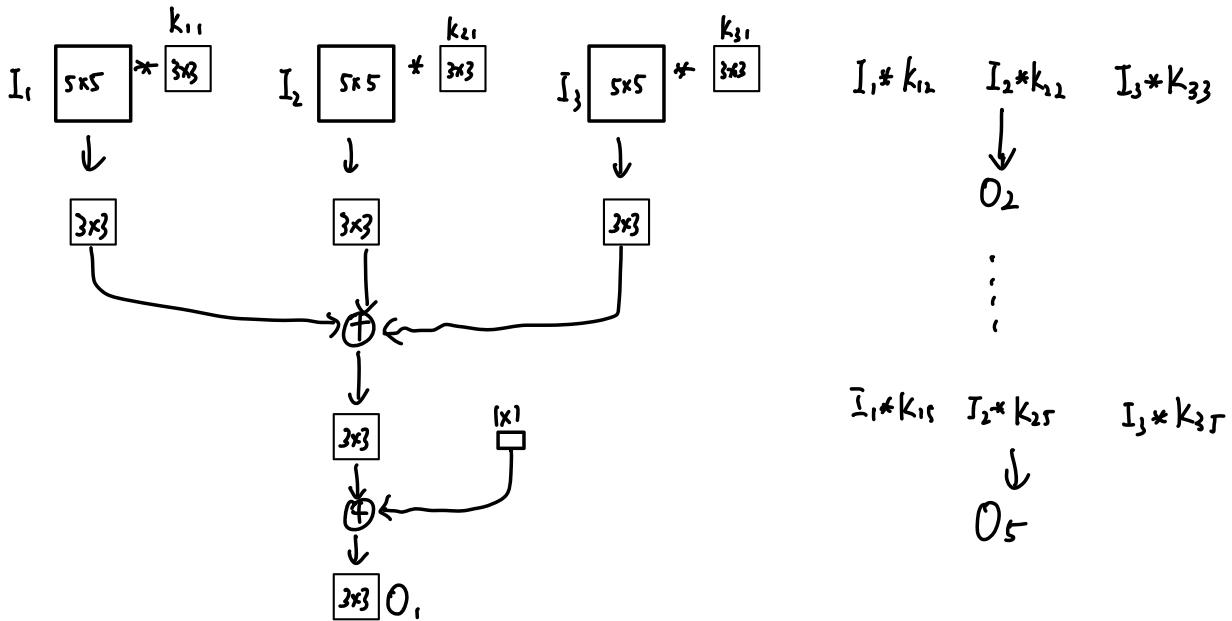 K11 K21 K31
I1 5x5 * 3x3 I2 5x5 * 3x3 I3 5x5 * 3x3 I1*K12 I2*K22 I3*K33
3x3 3x3 3x3 O2
+
I1*K15 I2*K25 I3*K35
3x3 1x1
+ O5
3x3 O1